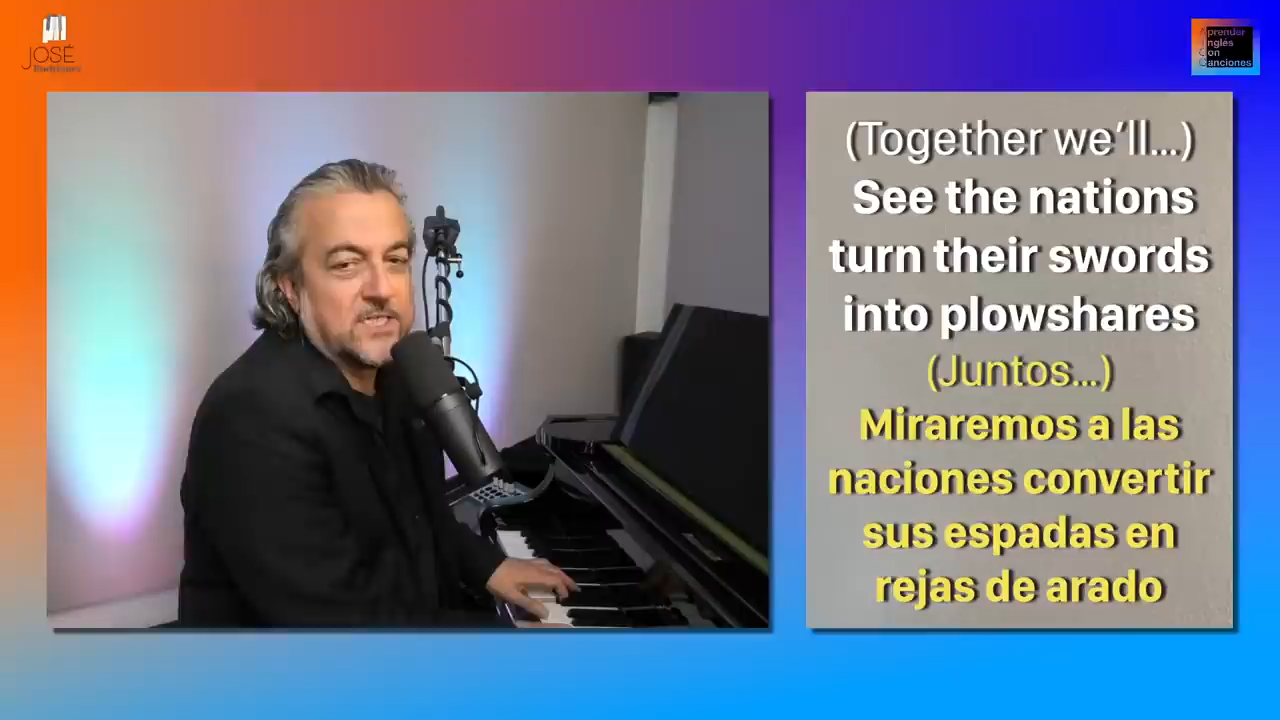 JOSÉ
Rodríguez
Aprender
Inglés
Con
Canciones
(Together we'll...)
See the nations
turn their swords
into plowshares
(Juntos...)
Miraremos a las
naciones convertir
sus espadas en
rejas de arado